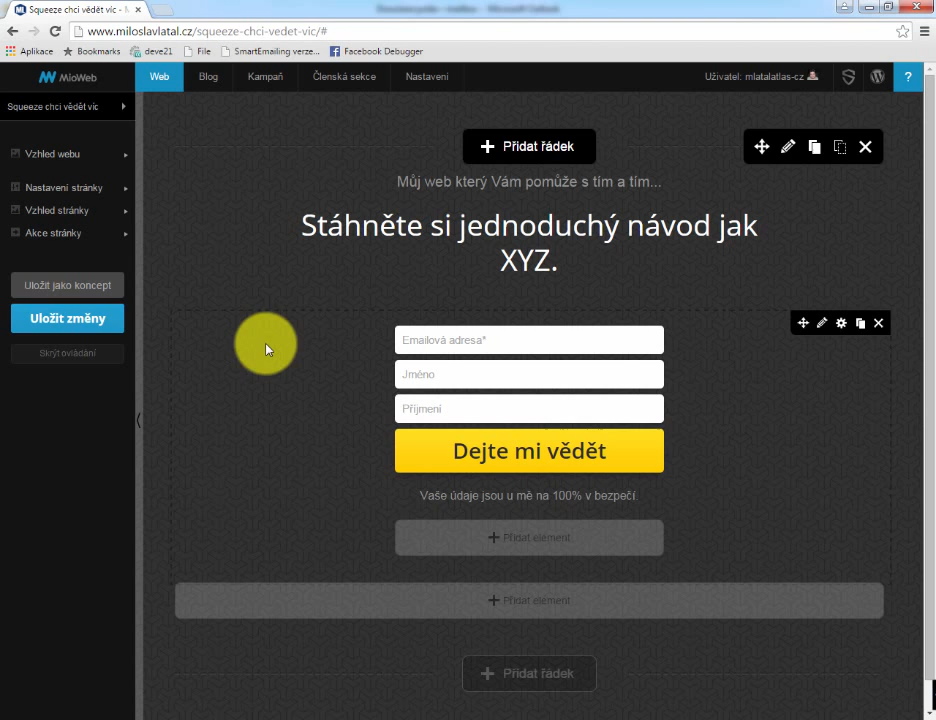 Squeeze chci vědět víc - M
www.miloslavlatal.cz/squeeze-chci-vedet-vic/#
Aplikace Bookmarks deve21 File SmartEmailing verze... Facebook Debugger
MioWeb Web Blog Kampaň Členská sekce Nastavení Uživatel: mlatalatlas-cz ?
Squeeze chci vědět víc
Přidat řádek
Můj web který Vám pomůže s tím a tím...
Vzhled webu
Nastavení stránky
Vzhled stránky
Akce stránky
Stáhněte si jednoduchý návod jak
XYZ.
Uložit jako koncept
Uložit změny
Skrýt ovládání
Emailová adresa*
Jméno
Příjmení
Dejte mi vědět
Vaše údaje jsou u mě na 100% v bezpečí.
Přidat element
Přidat element
Přidat řádek